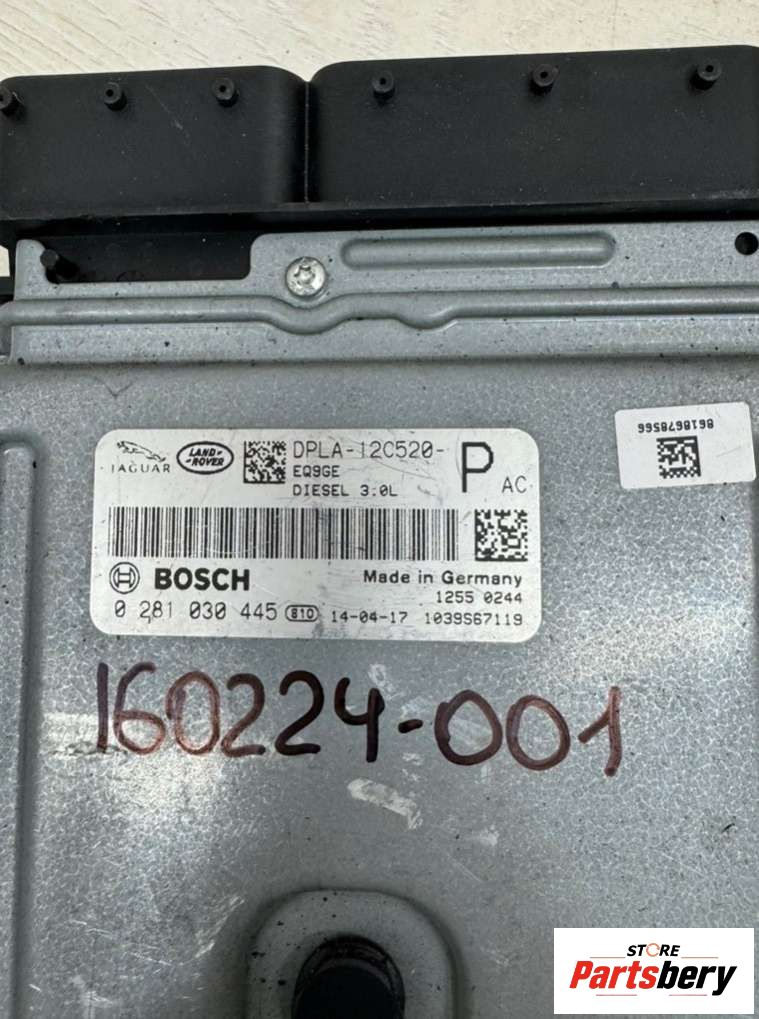 8618678566
JAGUAR
LAND-
-ROVER
DPLA-12C520-
P
AC
EQ9GE
DIESEL 3.0L
BOSCH
Made in Germany
1255 0244
0 281 030 445 810 14-04-17 1039S67119
160224-001
STORE
Partsbery